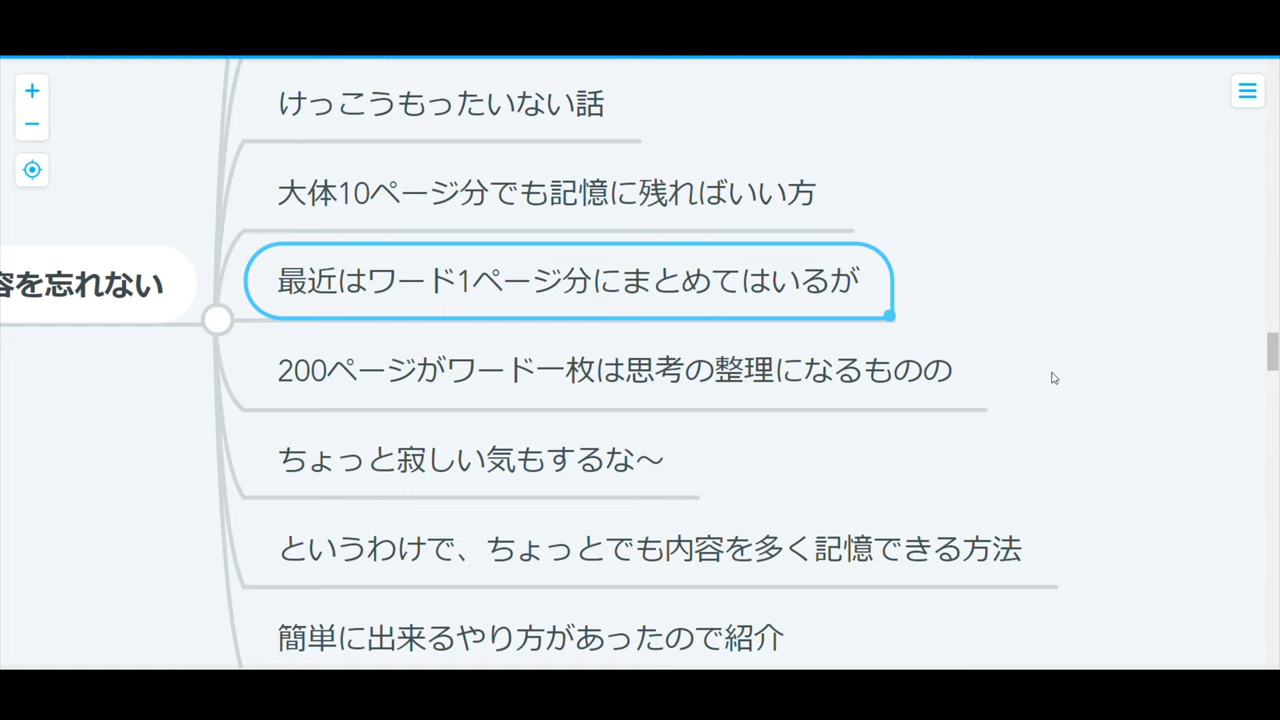 けっこうもったいない話
大体10ページ分でも記憶に残ればいい方
容を忘れない
最近はワード1ページ分にまとめてはいるが
200ページがワード一枚は思考の整理になるものの
ちょっと寂しい気もするな～
というわけで、ちょっとでも内容を多く記憶できる方法
簡単に出来るやり方があったので紹介